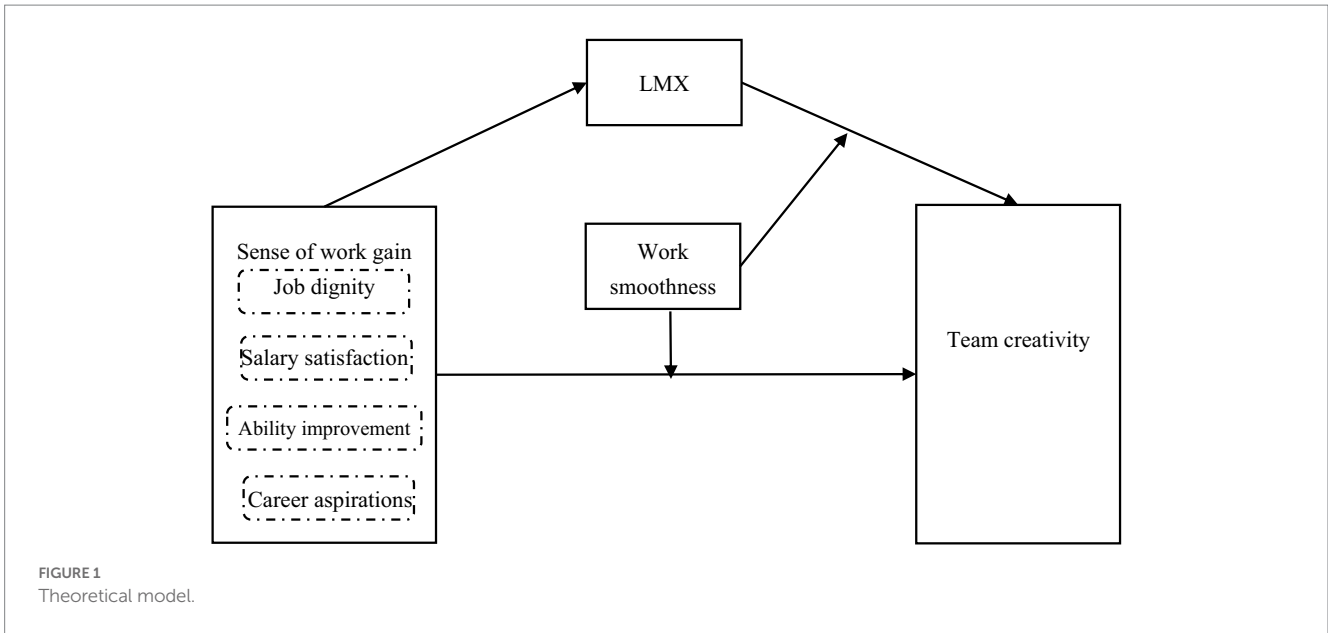 LMX
Sense of work gain
Job dignity
Salary satisfaction
Ability improvement
Career aspirations
Work
smoothness
Team creativity
FIGURE 1
Theoretical model.